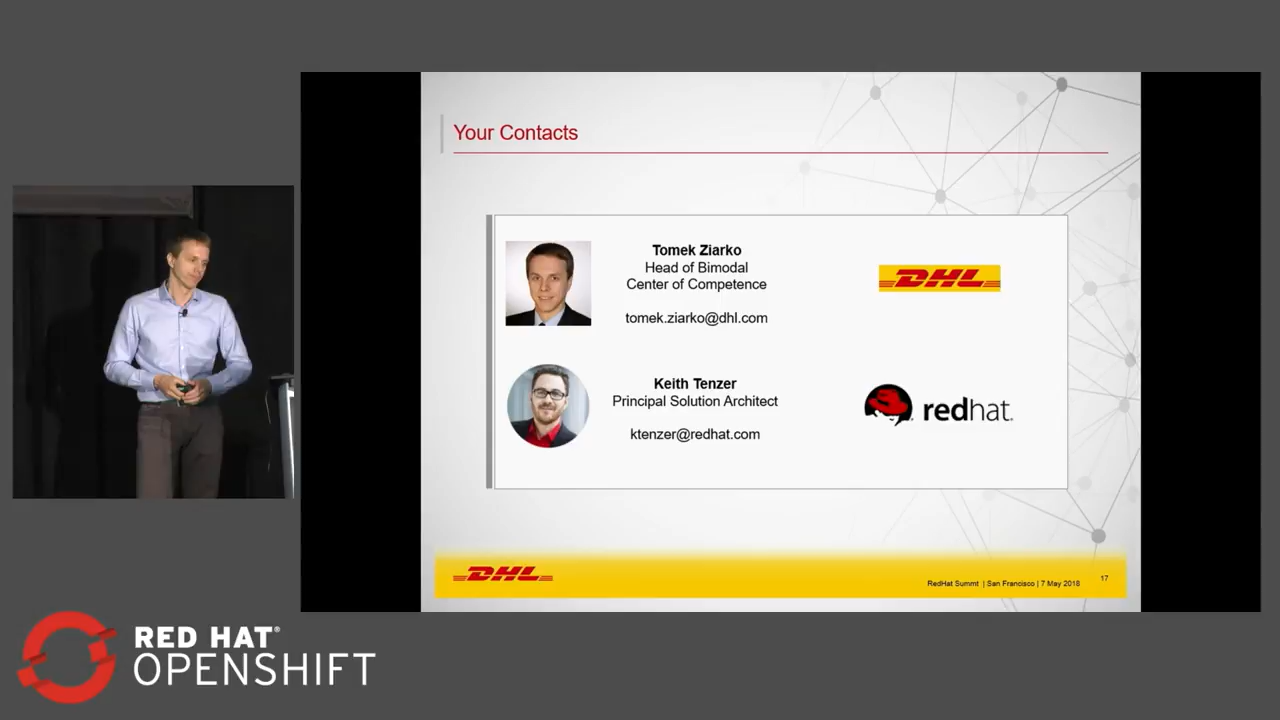 Your Contacts
Tomek Ziarko
Head of Bimodal
Center of Competence
tomek.ziarko@dhl.com
DHL
Keith Tenzer
Principal Solution Architect
ktenzer@redhat.com
redhat.
DHL
RedHat Summt | San Francisco | 7 May 2018
17
RED HAT®
OPENSHIFT